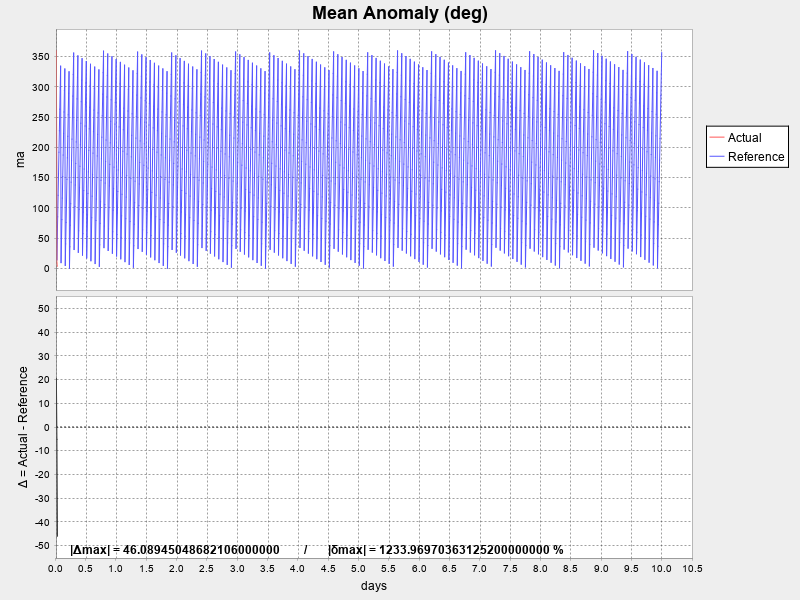 Mean Anomaly (deg)
350
300
250
200
150
100
50
0
ma
Actual
Reference
50
40
30
20
10
0
-10
-20
-30
-40
-50
Δ = Actual - Reference
|Δmax| = 46.08945048682106000000 / |δmax| = 1233.96970363125200000000 %
0.0 0.5 1.0 1.5 2.0 2.5 3.0 3.5 4.0 4.5 5.0 5.5 6.0 6.5 7.0 7.5 8.0 8.5 9.0 9.5 10.0 10.5
days